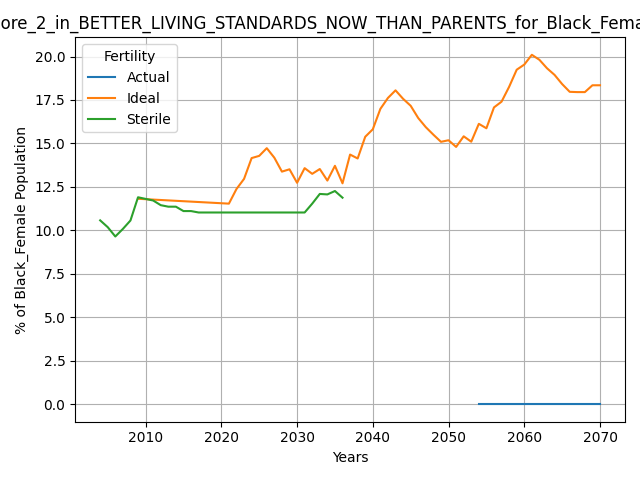 ore_2_in_BETTER_LIVING_STANDARDS_NOW_THAN_PARENTS_for_Black_Fema
Fertility
Actual
Ideal
Sterile
% of Black_Female Population
20.0
17.5
15.0
12.5
10.0
7.5
5.0
2.5
0.0
2010 2020 2030 2040 2050 2060 2070
Years